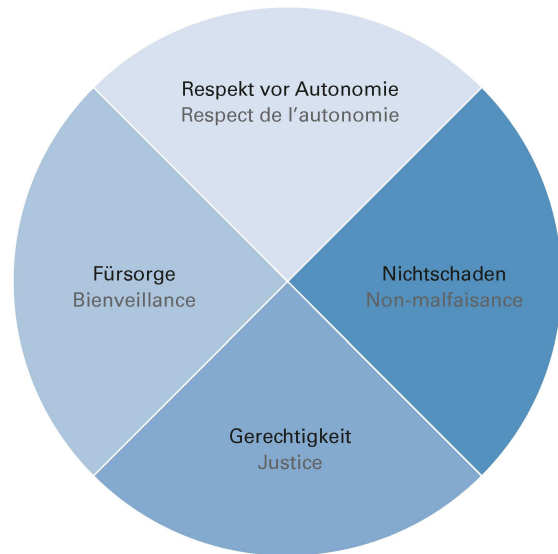 Respekt vor Autonomie
Respect de l’autonomie
Fürsorge
Bienveillance
Nichtschaden
Non-malfaisance
Gerechtigkeit
Justice